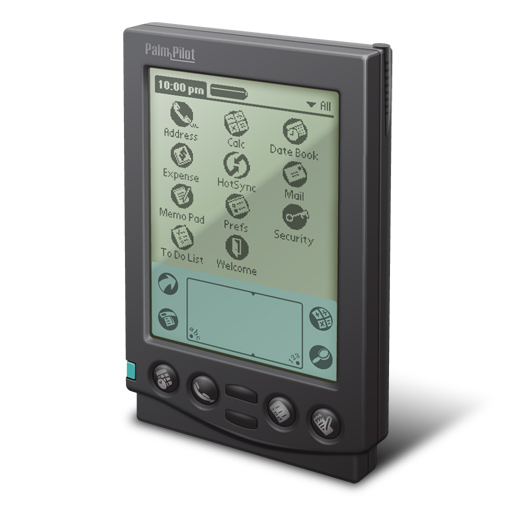 PalmPilot
10:00 pm
All
Address
Calc
Date Book
Expense
HotSync
Mail
Memo Pad
Prefs
Security
To Do List
Welcome
123